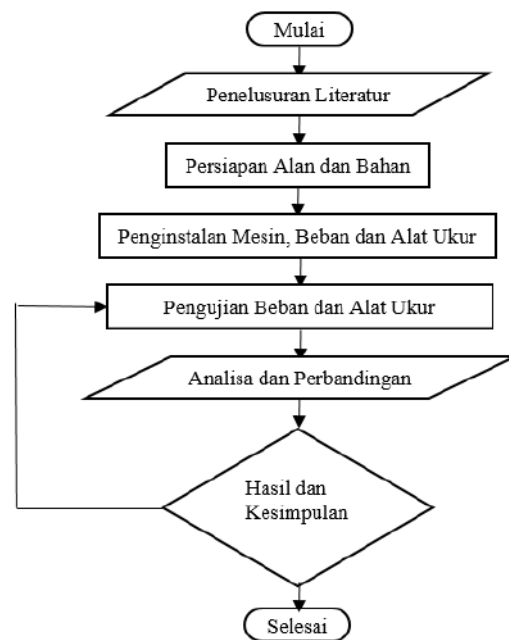 Mulai
Penelusuran Literatur
Persiapan Alan dan Bahan
Penginstalan Mesin, Beban dan Alat Ukur
Pengujian Beban dan Alat Ukur
Analisa dan Perbandingan
Hasil dan
Kesimpulan
Selesai